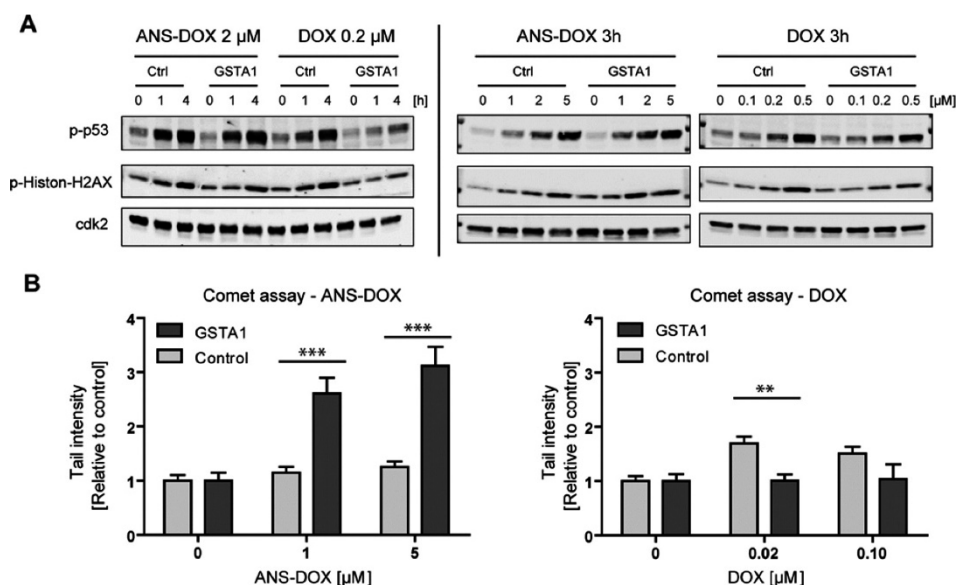 A
ANS-DOX 2 µM DOX 0.2 µM ANS-DOX 3h DOX 3h
Ctrl GSTA1 Ctrl GSTA1 Ctrl GSTA1 Ctrl GSTA1
0 1 4 0 1 4 0 1 4 0 1 4 [h] 0 1 2 5 0 1 2 5 0 0.1 0.2 0.5 0 0.1 0.2 0.5 [µM]
p-p53
p-Histon-H2AX
cdk2
B
Comet assay - ANS-DOX
Tail intensity
[Relative to control]
4
3
2
1
0
GSTA1
Control
***
***
0 1 5
ANS-DOX [µM]
Comet assay - DOX
Tail intensity
[Relative to control]
4
3
2
1
0
GSTA1
Control
**
0 0.02 0.10
DOX [µM]